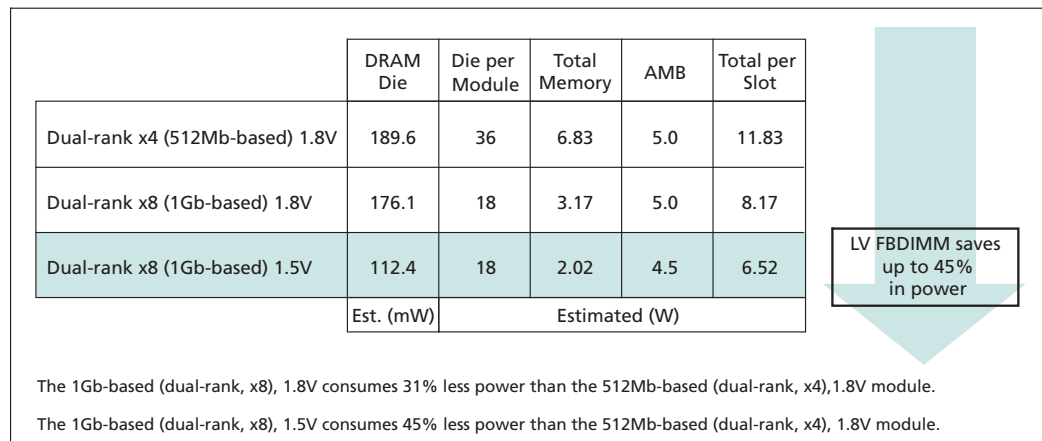 DRAM Die Die per Module Total Memory AMB Total per Slot
Dual-rank x4 (512Mb-based) 1.8V 189.6 36 6.83 5.0 11.83
Dual-rank x8 (1Gb-based) 1.8V 176.1 18 3.17 5.0 8.17
Dual-rank x8 (1Gb-based) 1.5V 112.4 18 2.02 4.5 6.52
Est. (mW) Estimated (W)
LV FBDIMM saves
up to 45%
in power
The 1Gb-based (dual-rank, x8), 1.8V consumes 31% less power than the 512Mb-based (dual-rank, x4),1.8V module.
The 1Gb-based (dual-rank, x8), 1.5V consumes 45% less power than the 512Mb-based (dual-rank, x4), 1.8V module.